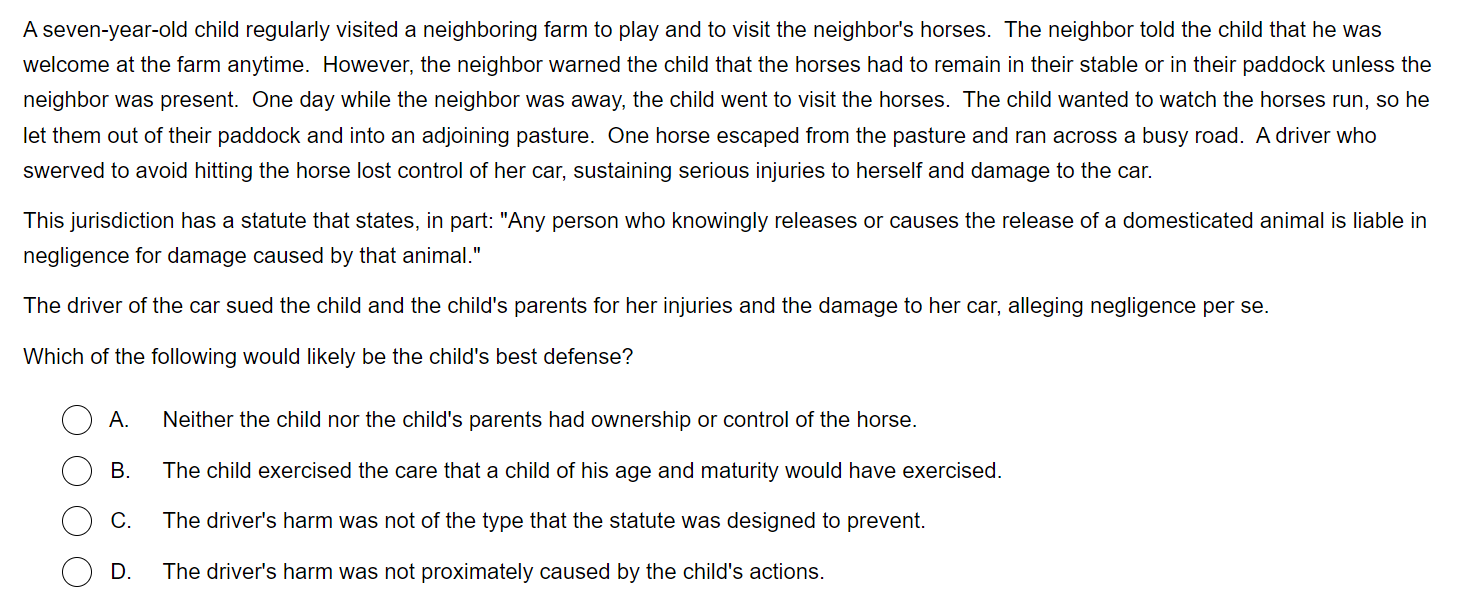 A seven-year-old child regularly visited a neighboring farm to play and to visit the neighbor's horses.  The neighbor told the child that he was
welcome at the farm anytime.  However, the neighbor warned the child that the horses had to remain in their stable or in their paddock unless the
neighbor was present.  One day while the neighbor was away, the child went to visit the horses.  The child wanted to watch the horses run, so he
let them out of their paddock and into an adjoining pasture.  One horse escaped from the pasture and ran across a busy road.  A driver who
swerved to avoid hitting the horse lost control of her car, sustaining serious injuries to herself and damage to the car.
This jurisdiction has a statute that states, in part: "Any person who knowingly releases or causes the release of a domesticated animal is liable in
negligence for damage caused by that animal."
The driver of the car sued the child and the child's parents for her injuries and the damage to her car, alleging negligence per se.
Which of the following would likely be the child's best defense?
A. Neither the child nor the child's parents had ownership or control of the horse.
B. The child exercised the care that a child of his age and maturity would have exercised.
C. The driver's harm was not of the type that the statute was designed to prevent.
D. The driver's harm was not proximately caused by the child's actions.